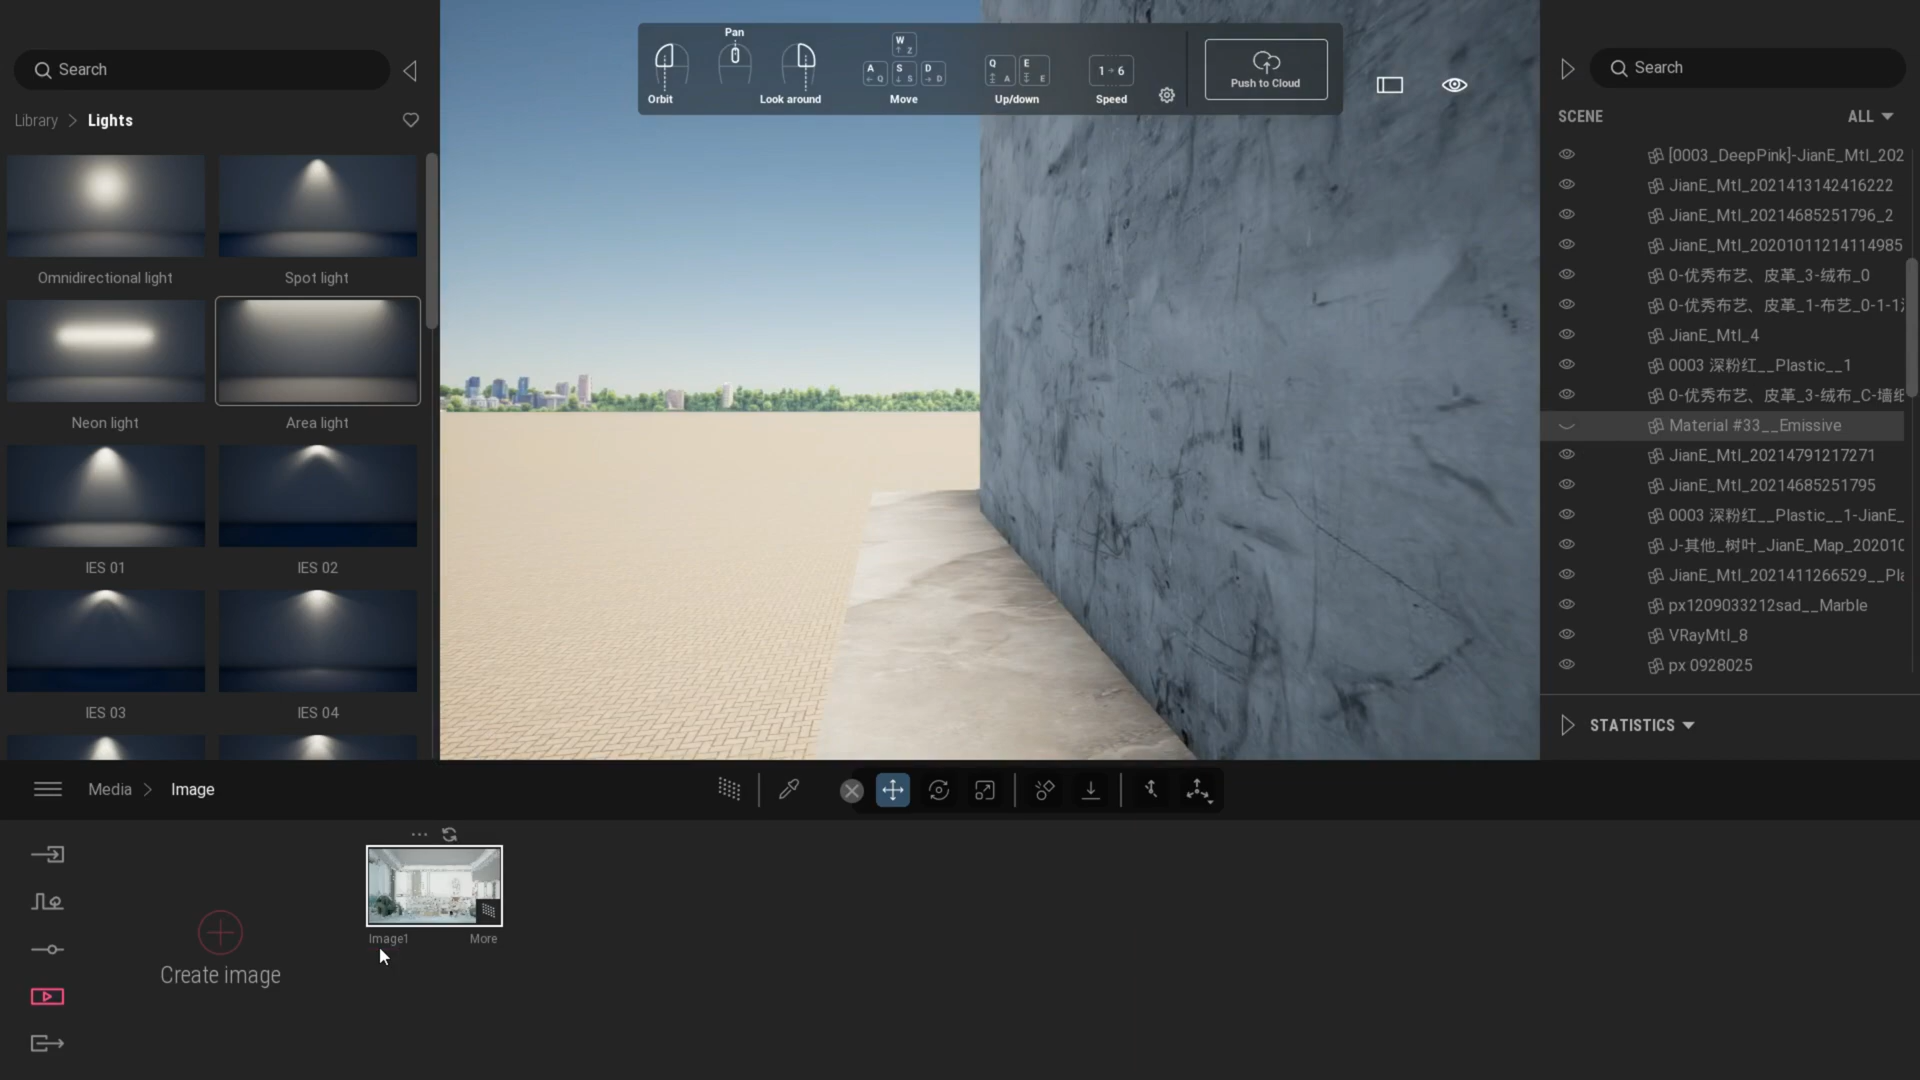 Search
Library > Lights
Omnidirectional light
Spot light
Neon light
Area light
IES 01
IES 02
IES 03
IES 04
Orbit
Pan
Look around
W
↑ Z
A
← Q
S
↓ S
D
→ D
Move
Q
A
E
E
Up/down
1 → 6
Speed
Push to Cloud
Search
SCENE
ALL
[0003_DeepPink]-JianE_Mtl_202
JianE_Mtl_2021413142416222
JianE_Mtl_20214685251796_2
JianE_Mtl_20201011214114985
0-优秀布艺、皮革_3-绒布_0
0-优秀布艺、皮革_1-布艺_0-1-1
JianE_Mtl_4
0003 深粉红__Plastic__1
0-优秀布艺、皮革_3-绒布_C-墙
Material #33__Emissive
JianE_Mtl_20214791217271
JianE_Mtl_20214685251795
0003 深粉红__Plastic__1-JianE_
J-其他_树叶_JianE_Map_202010
JianE_Mtl_2021411266529__Pla
px1209033212sad__Marble
VRayMtl_8
px 0928025
STATISTICS
Media > Image
Create image
Image1
More